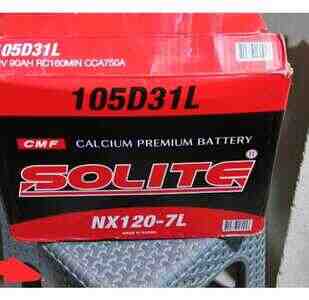 105D31L
V 90AH RC160MIN CCA750A
105D31L
CMF CALCIUM PREMIUM BATTERY
SOLITE®
NX120-7L
MADE IN KOREA